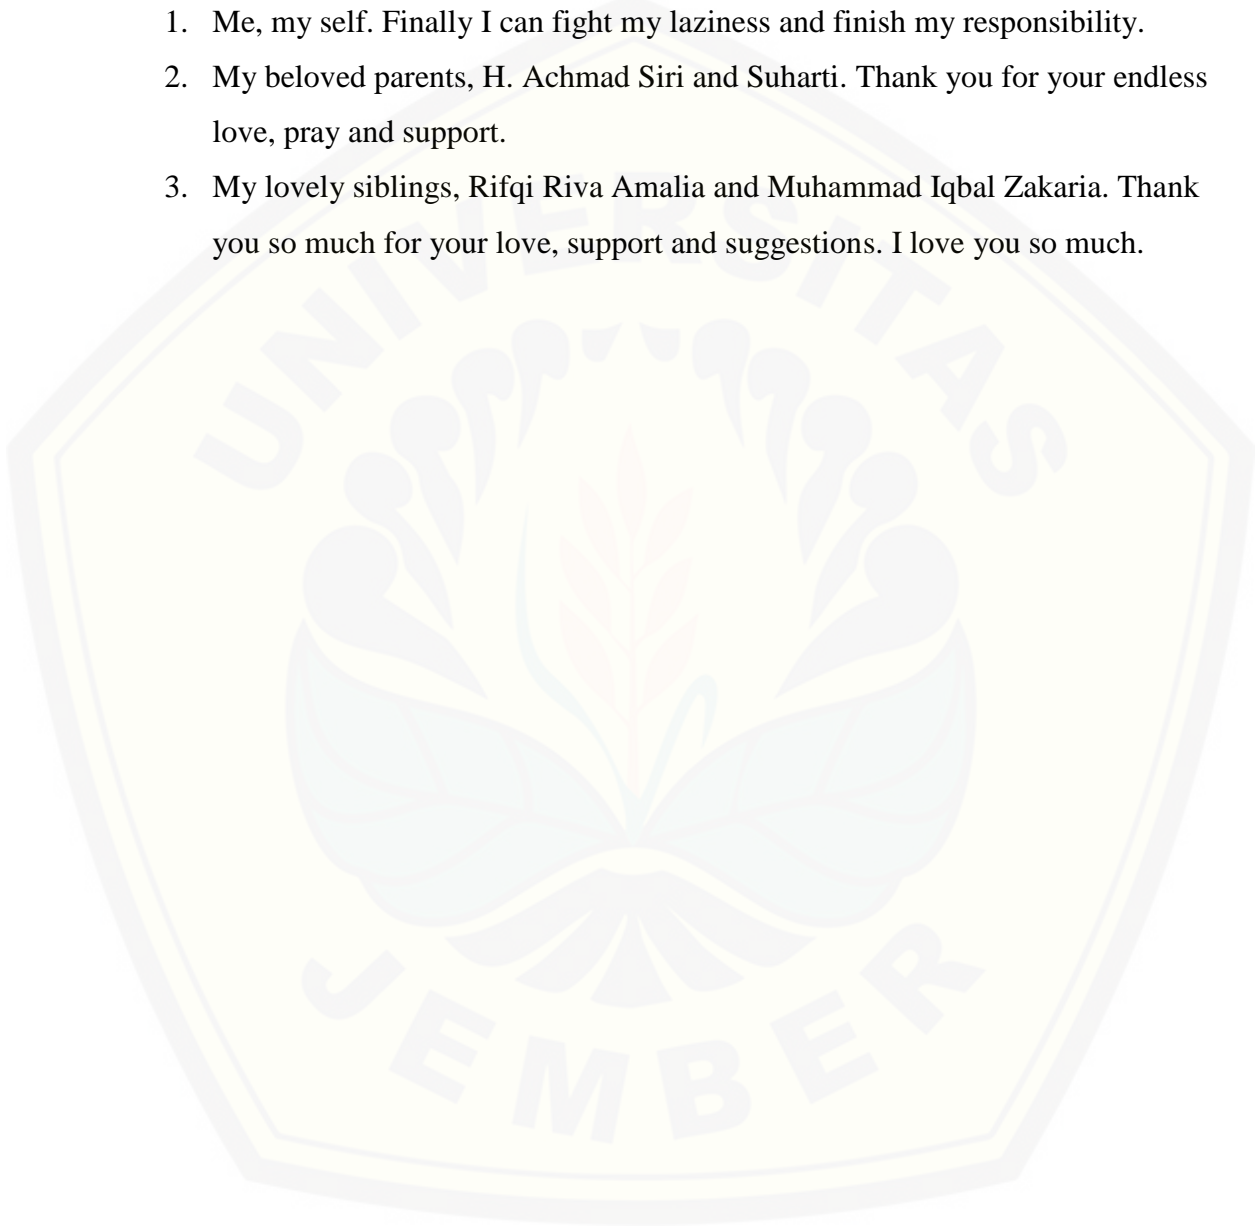 1. Me, my self. Finally I can fight my laziness and finish my responsibility.
2. My beloved parents, H. Achmad Siri and Suharti. Thank you for your endless
love, pray and support.
3. My lovely siblings, Rifqi Riva Amalia and Muhammad Iqbal Zakaria. Thank
you so much for your love, support and suggestions. I love you so much.
UNIVERSITAS
JEMBER